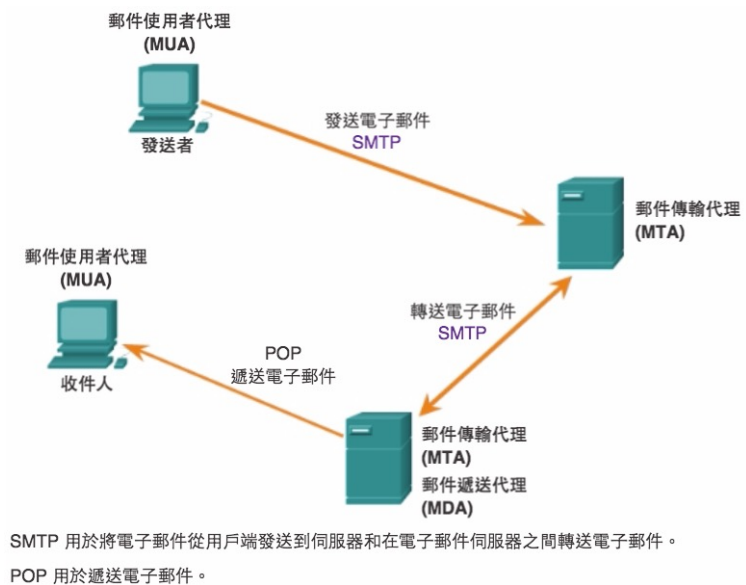 郵件使用者代理
(MUA)
發送者
發送電子郵件
SMTP
郵件傳輸代理
(MTA)
郵件使用者代理
(MUA)
收件人
轉送電子郵件
SMTP
POP
遞送電子郵件
郵件傳輸代理
(MTA)
郵件遞送代理
(MDA)
SMTP 用於將電子郵件從用戶端發送到伺服器和在電子郵件伺服器之間轉送電子郵件。
POP 用於遞送電子郵件。